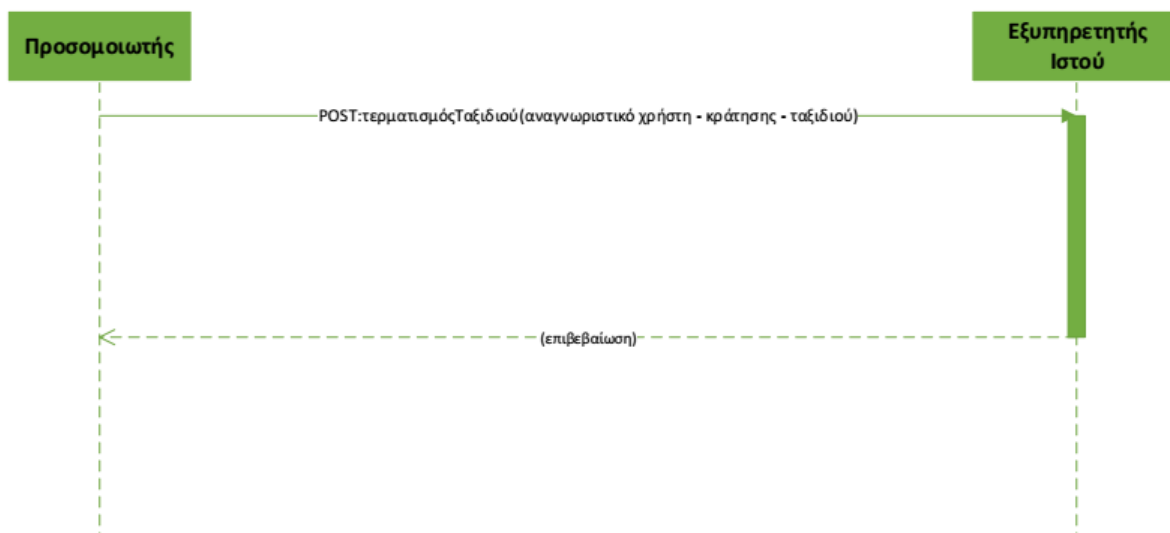 Προσομοιωτής
Εξυπηρετητής
Ιστού
POST:τερματισμόςΤαξιδιού(αναγνωριστικό χρήστη - κράτησης - ταξιδιού)
(επιβεβαίωση)